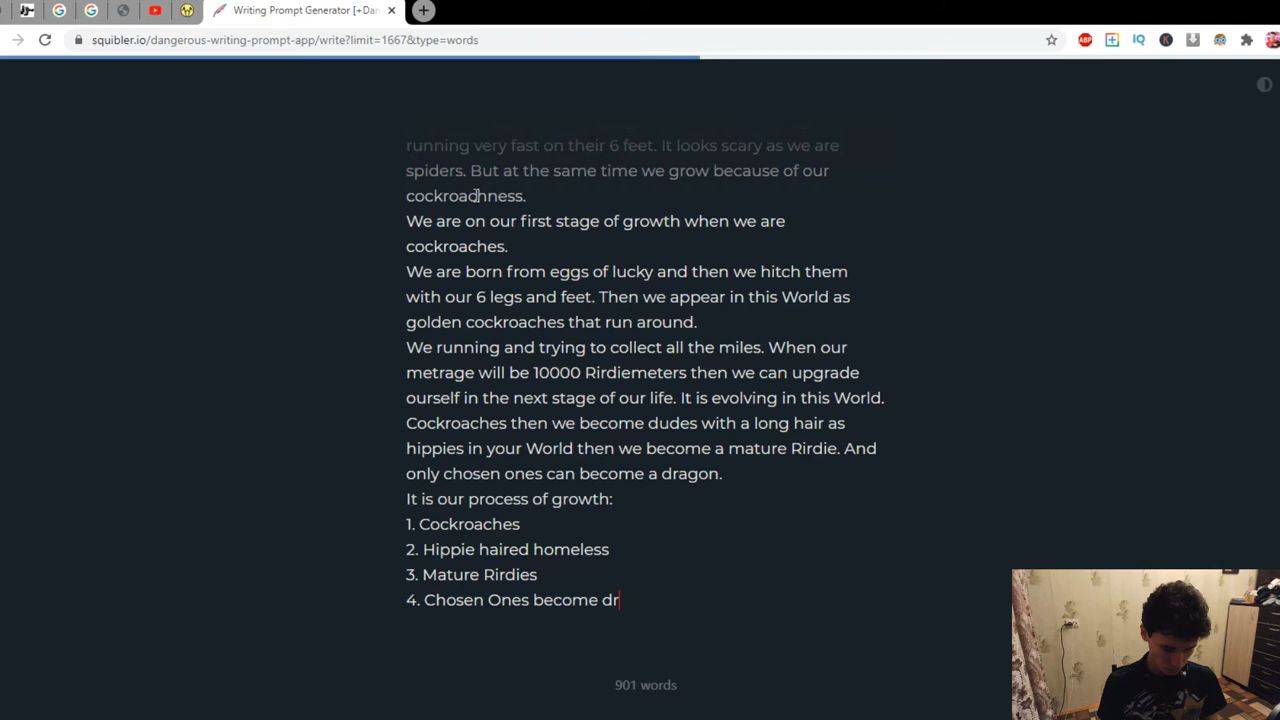 Writing Prompt Generator [+Dan
squibler.io/dangerous-writing-prompt-app/write?limit=1667&type=words
ABP
IQ
K
running very fast on their 6 feet. It looks scary as we are
spiders. But at the same time we grow because of our
cockroachness.
We are on our first stage of growth when we are
cockroaches.
We are born from eggs of lucky and then we hitch them
with our 6 legs and feet. Then we appear in this World as
golden cockroaches that run around.
We running and trying to collect all the miles. When our
metrage will be 10000 Rirdiemeters then we can upgrade
ourself in the next stage of our life. It is evolving in this World.
Cockroaches then we become dudes with a long hair as
hippies in your World then we become a mature Rirdie. And
only chosen ones can become a dragon.
It is our process of growth:
1. Cockroaches
2. Hippie haired homeless
3. Mature Rirdies
4. Chosen Ones become dr
901 words